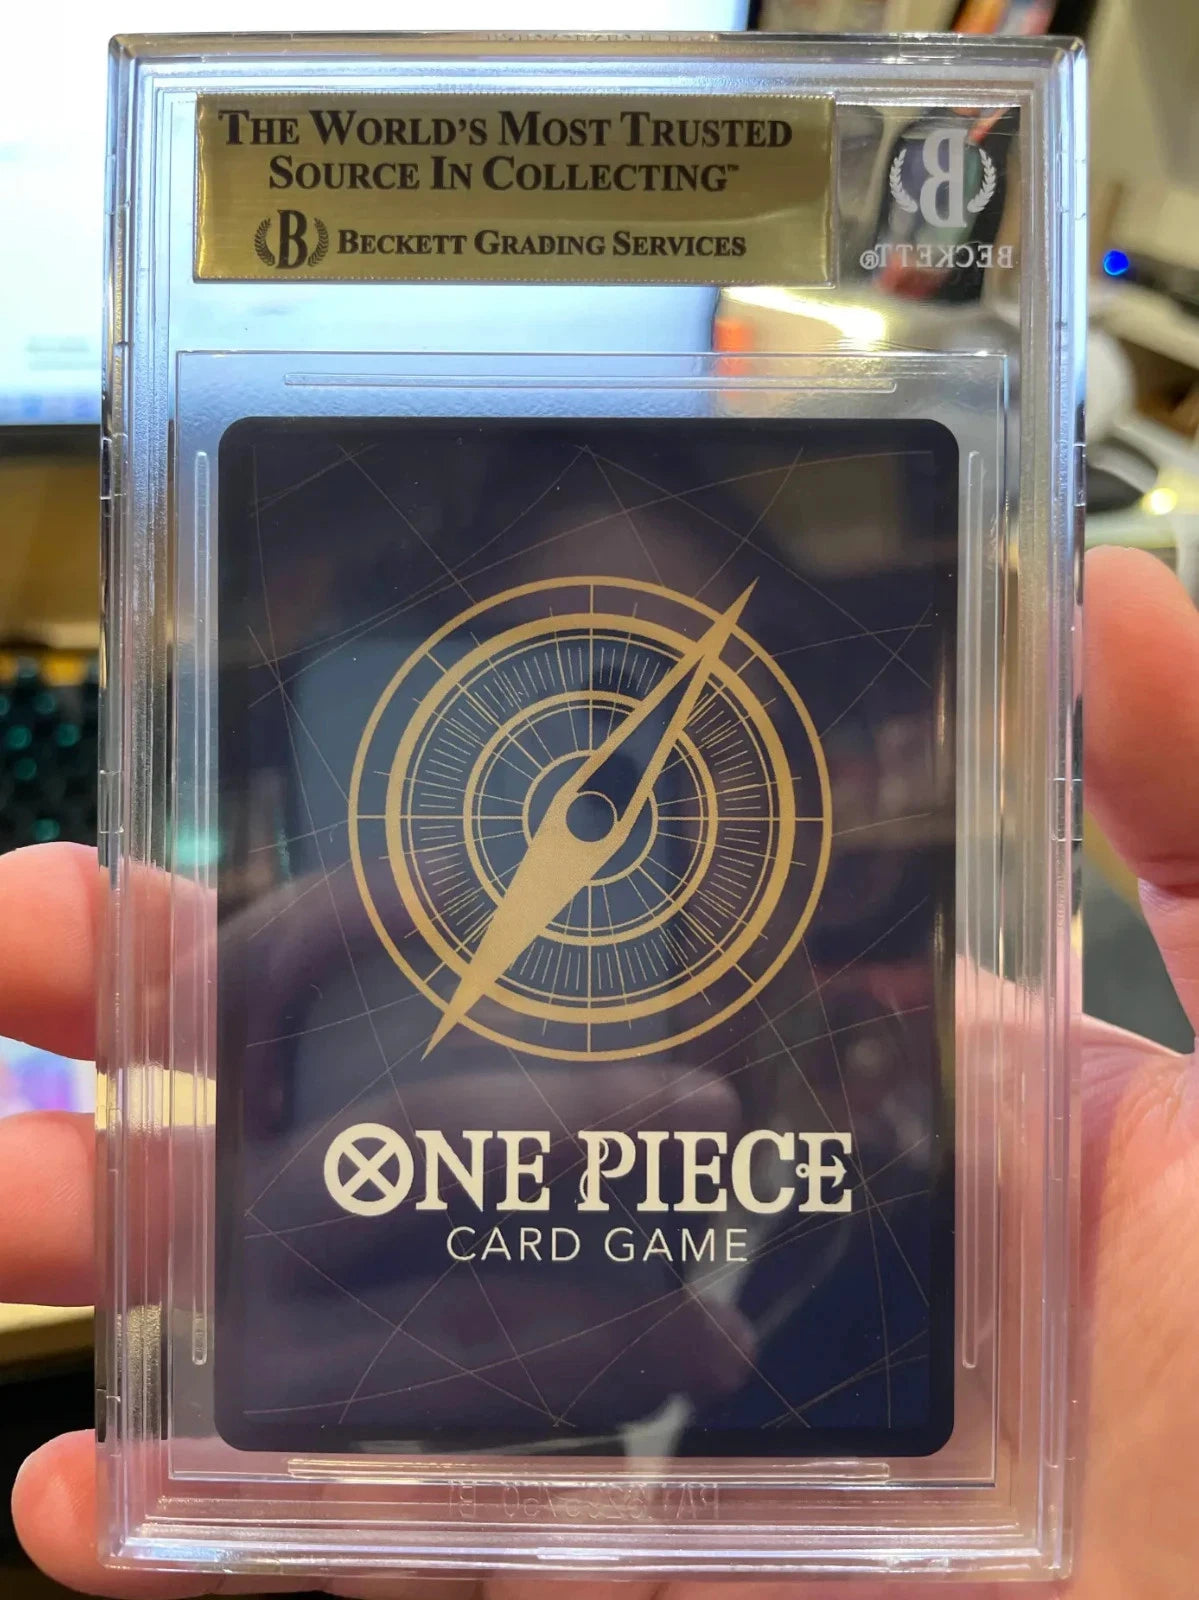 THE WORLD'S MOST TRUSTED
SOURCE IN COLLECTING™
B BECKETT GRADING SERVICES
B
BECKETT®
ONE PIECE
CARD GAME